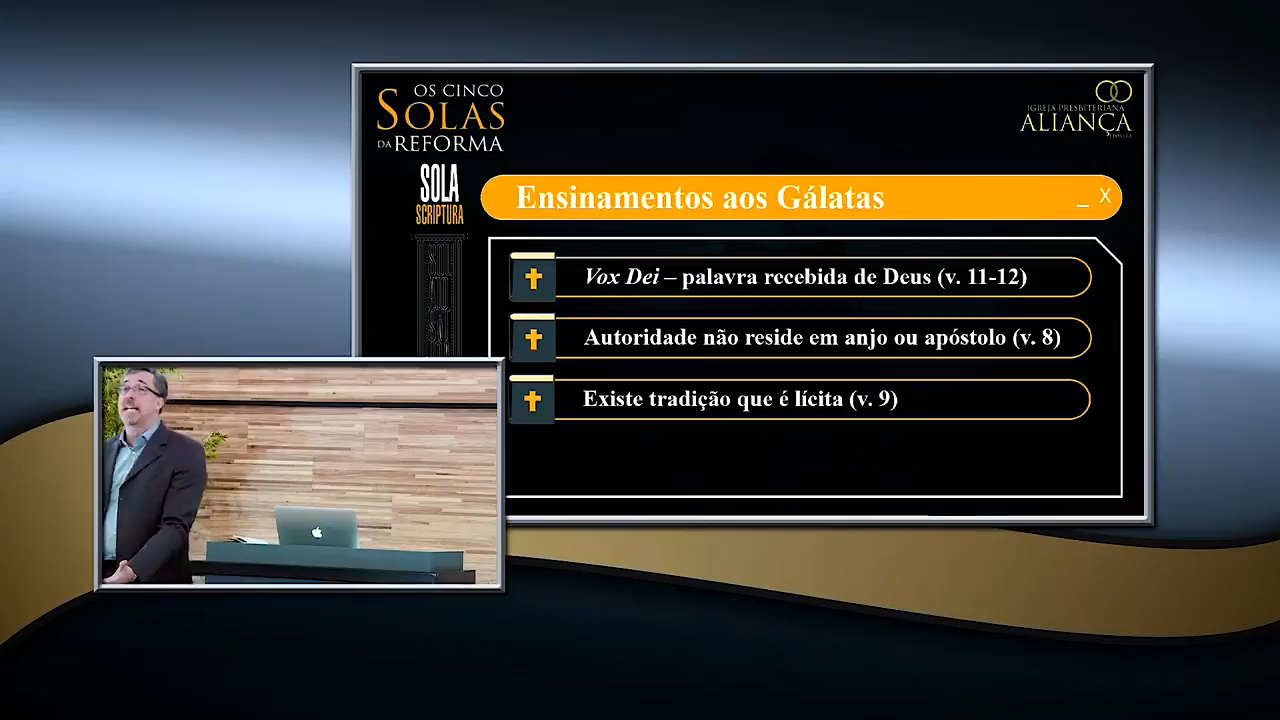 OS CINCO
SOLAS
DA REFORMA
IGREJA PRESBITERIANA
ALIANÇA
SOLA
SCRIPTURA
Ensinamentos aos Gálatas
_ X
Vox Dei – palavra recebida de Deus (v. 11-12)
Autoridade não reside em anjo ou apóstolo (v. 8)
Existe tradição que é lícita (v. 9)